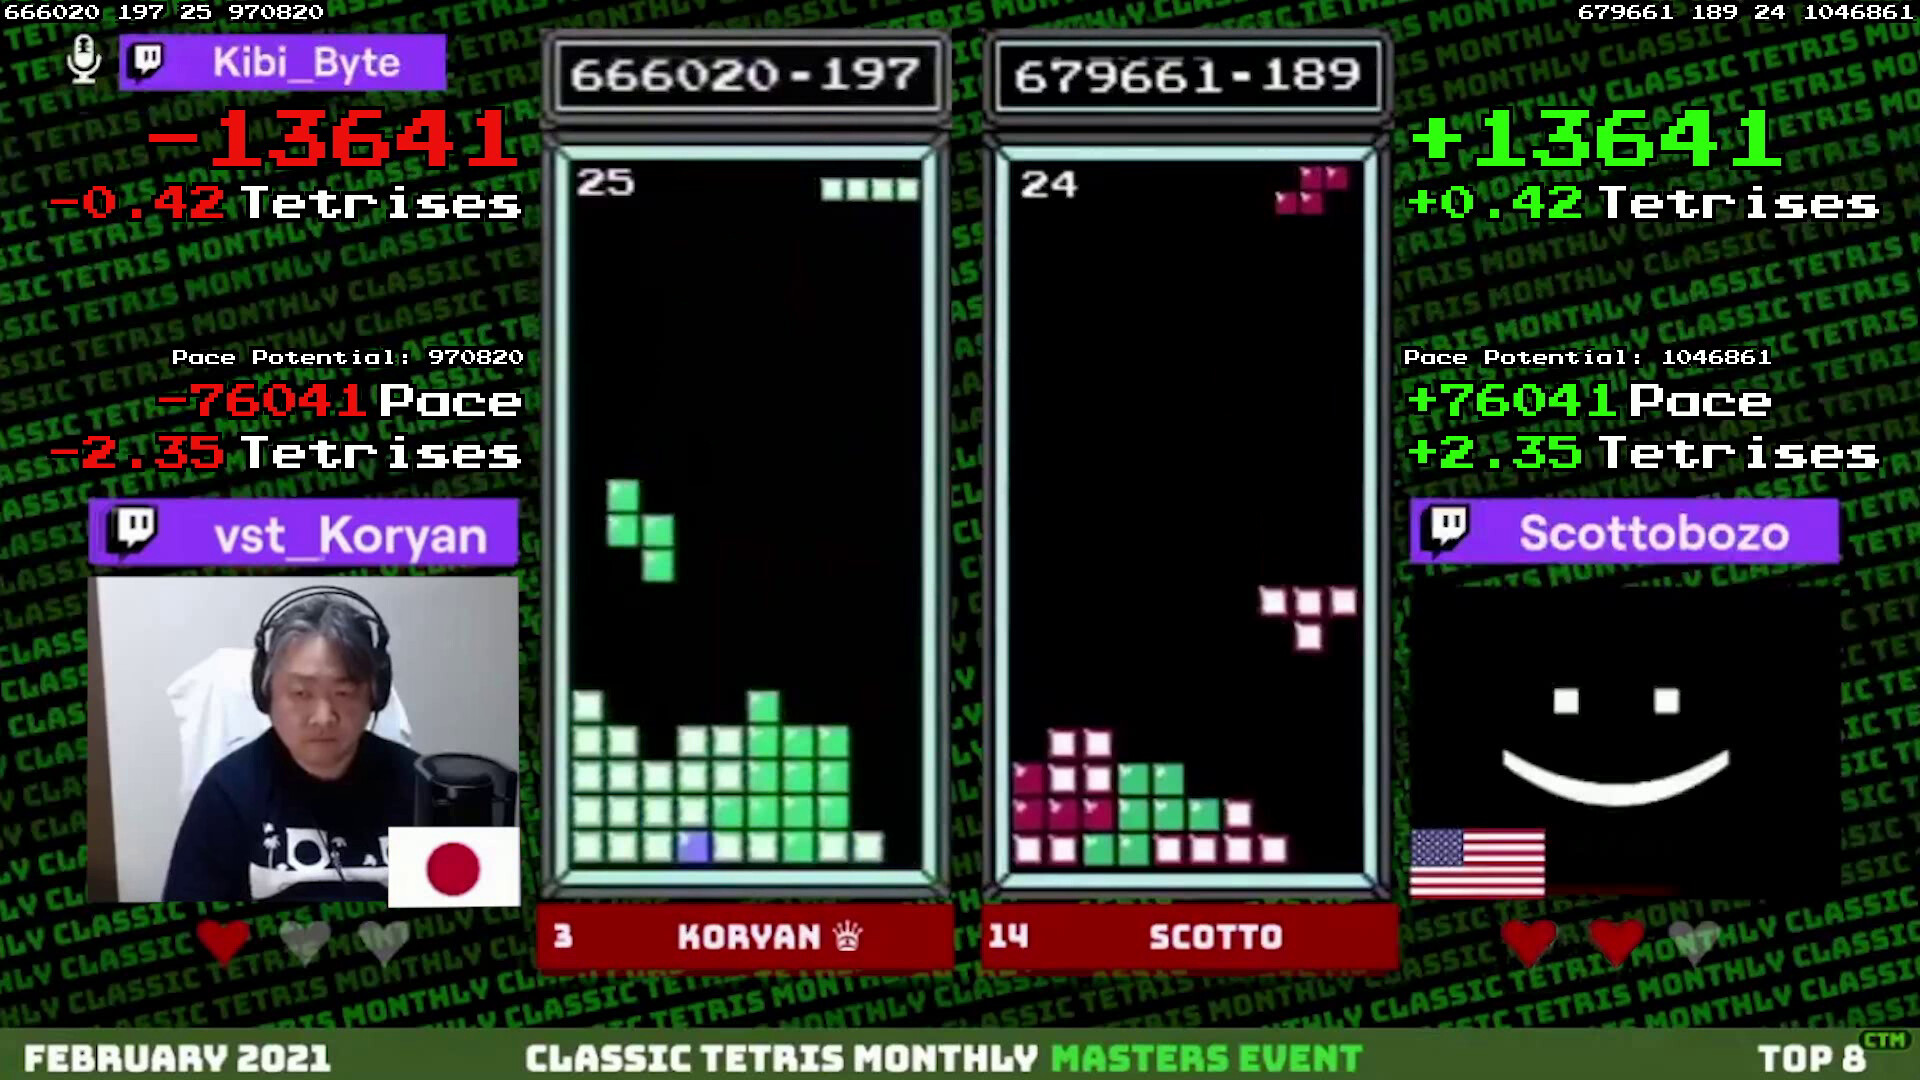 666020 197 25 970820
679661 189 24 1046861
Kibi_Byte
666020-197
679661-189
-13641
-0.42 Tetrises
+13641
+0.42 Tetrises
25
24
Pace Potential: 970820
-76041 Pace
-2.35 Tetrises
Pace Potential: 1046861
+76041 Pace
+2.35 Tetrises
vst_Koryan
Scottobozo
3 KORYAN
14 SCOTTO
FEBRUARY 2021
CLASSIC TETRIS MONTHLY MASTERS EVENT
TOP 8
CTM